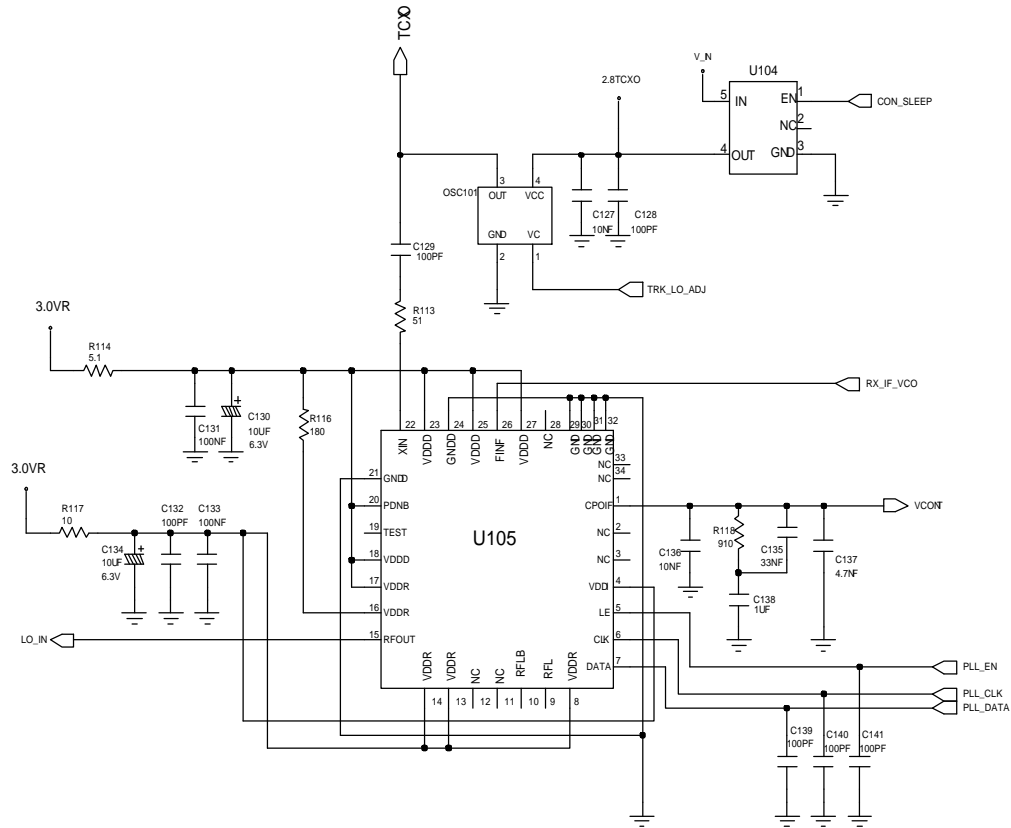 TCXO
V_IN
U104
2.8TCXO
5
IN
EN
1
CON_SLEEP
NC
2
4
OUT
GND
3
3
4
OSC101
OUT
VCC
GND
VC
2
1
C127
10NF
C128
100PF
C129
100PF
TRK_LO_ADJ
R113
51
3.0VR
R114
5.1
RX_IF_VCO
C131
100NF
C130
10UF
6.3V
R116
180
22
23
24
25
26
27
28
29
30
31
32
XIN
VDDD
GNDD
VDDD
FINF
VDDD
NC
GND
GND
GND
GND
3.0VR
R117
10
C132
100PF
C133
100NF
C134
10UF
6.3V
21
GNDD
20
PDNB
19
TEST
18
VDDD
17
VDDR
16
VDDR
15
RFOUT
U105
NC
33
NC
34
CPOIF
1
NC
2
NC
3
VDDI
4
LE
5
CLK
6
DATA
7
VCONT
C136
10NF
R118
910
C135
33NF
C137
4.7NF
C138
1UF
LO_IN
VDDR
VDDR
NC
NC
RFLB
RFL
VDDR
14
13
12
11
10
9
8
PLL_EN
PLL_CLK
PLL_DATA
C139
100PF
C140
100PF
C141
100PF